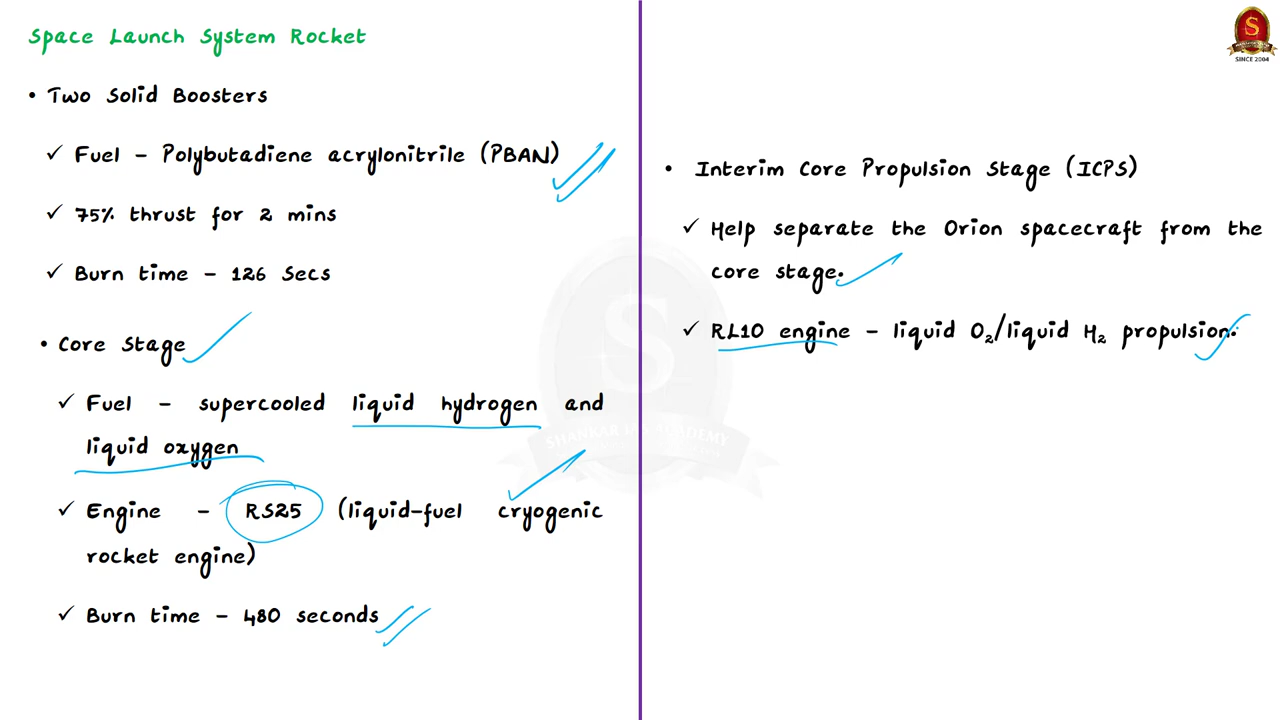 Space Launch System Rocket
• Two Solid Boosters
✓ Fuel – Polybutadiene acrylonitrile (PBAN)
✓ 75% thrust for 2 mins
✓ Burn time – 126 Secs
• Core Stage
✓ Fuel – supercooled liquid hydrogen and
liquid oxygen
✓ Engine – RS25 (liquid-fuel cryogenic
rocket engine)
✓ Burn time – 480 seconds
S
SINCE 2004
• Interim Core Propulsion Stage (ICPS)
✓ Help separate the Orion spacecraft from the
core stage.
✓ RL10 engine – liquid O₂/liquid H₂ propulsion.
S